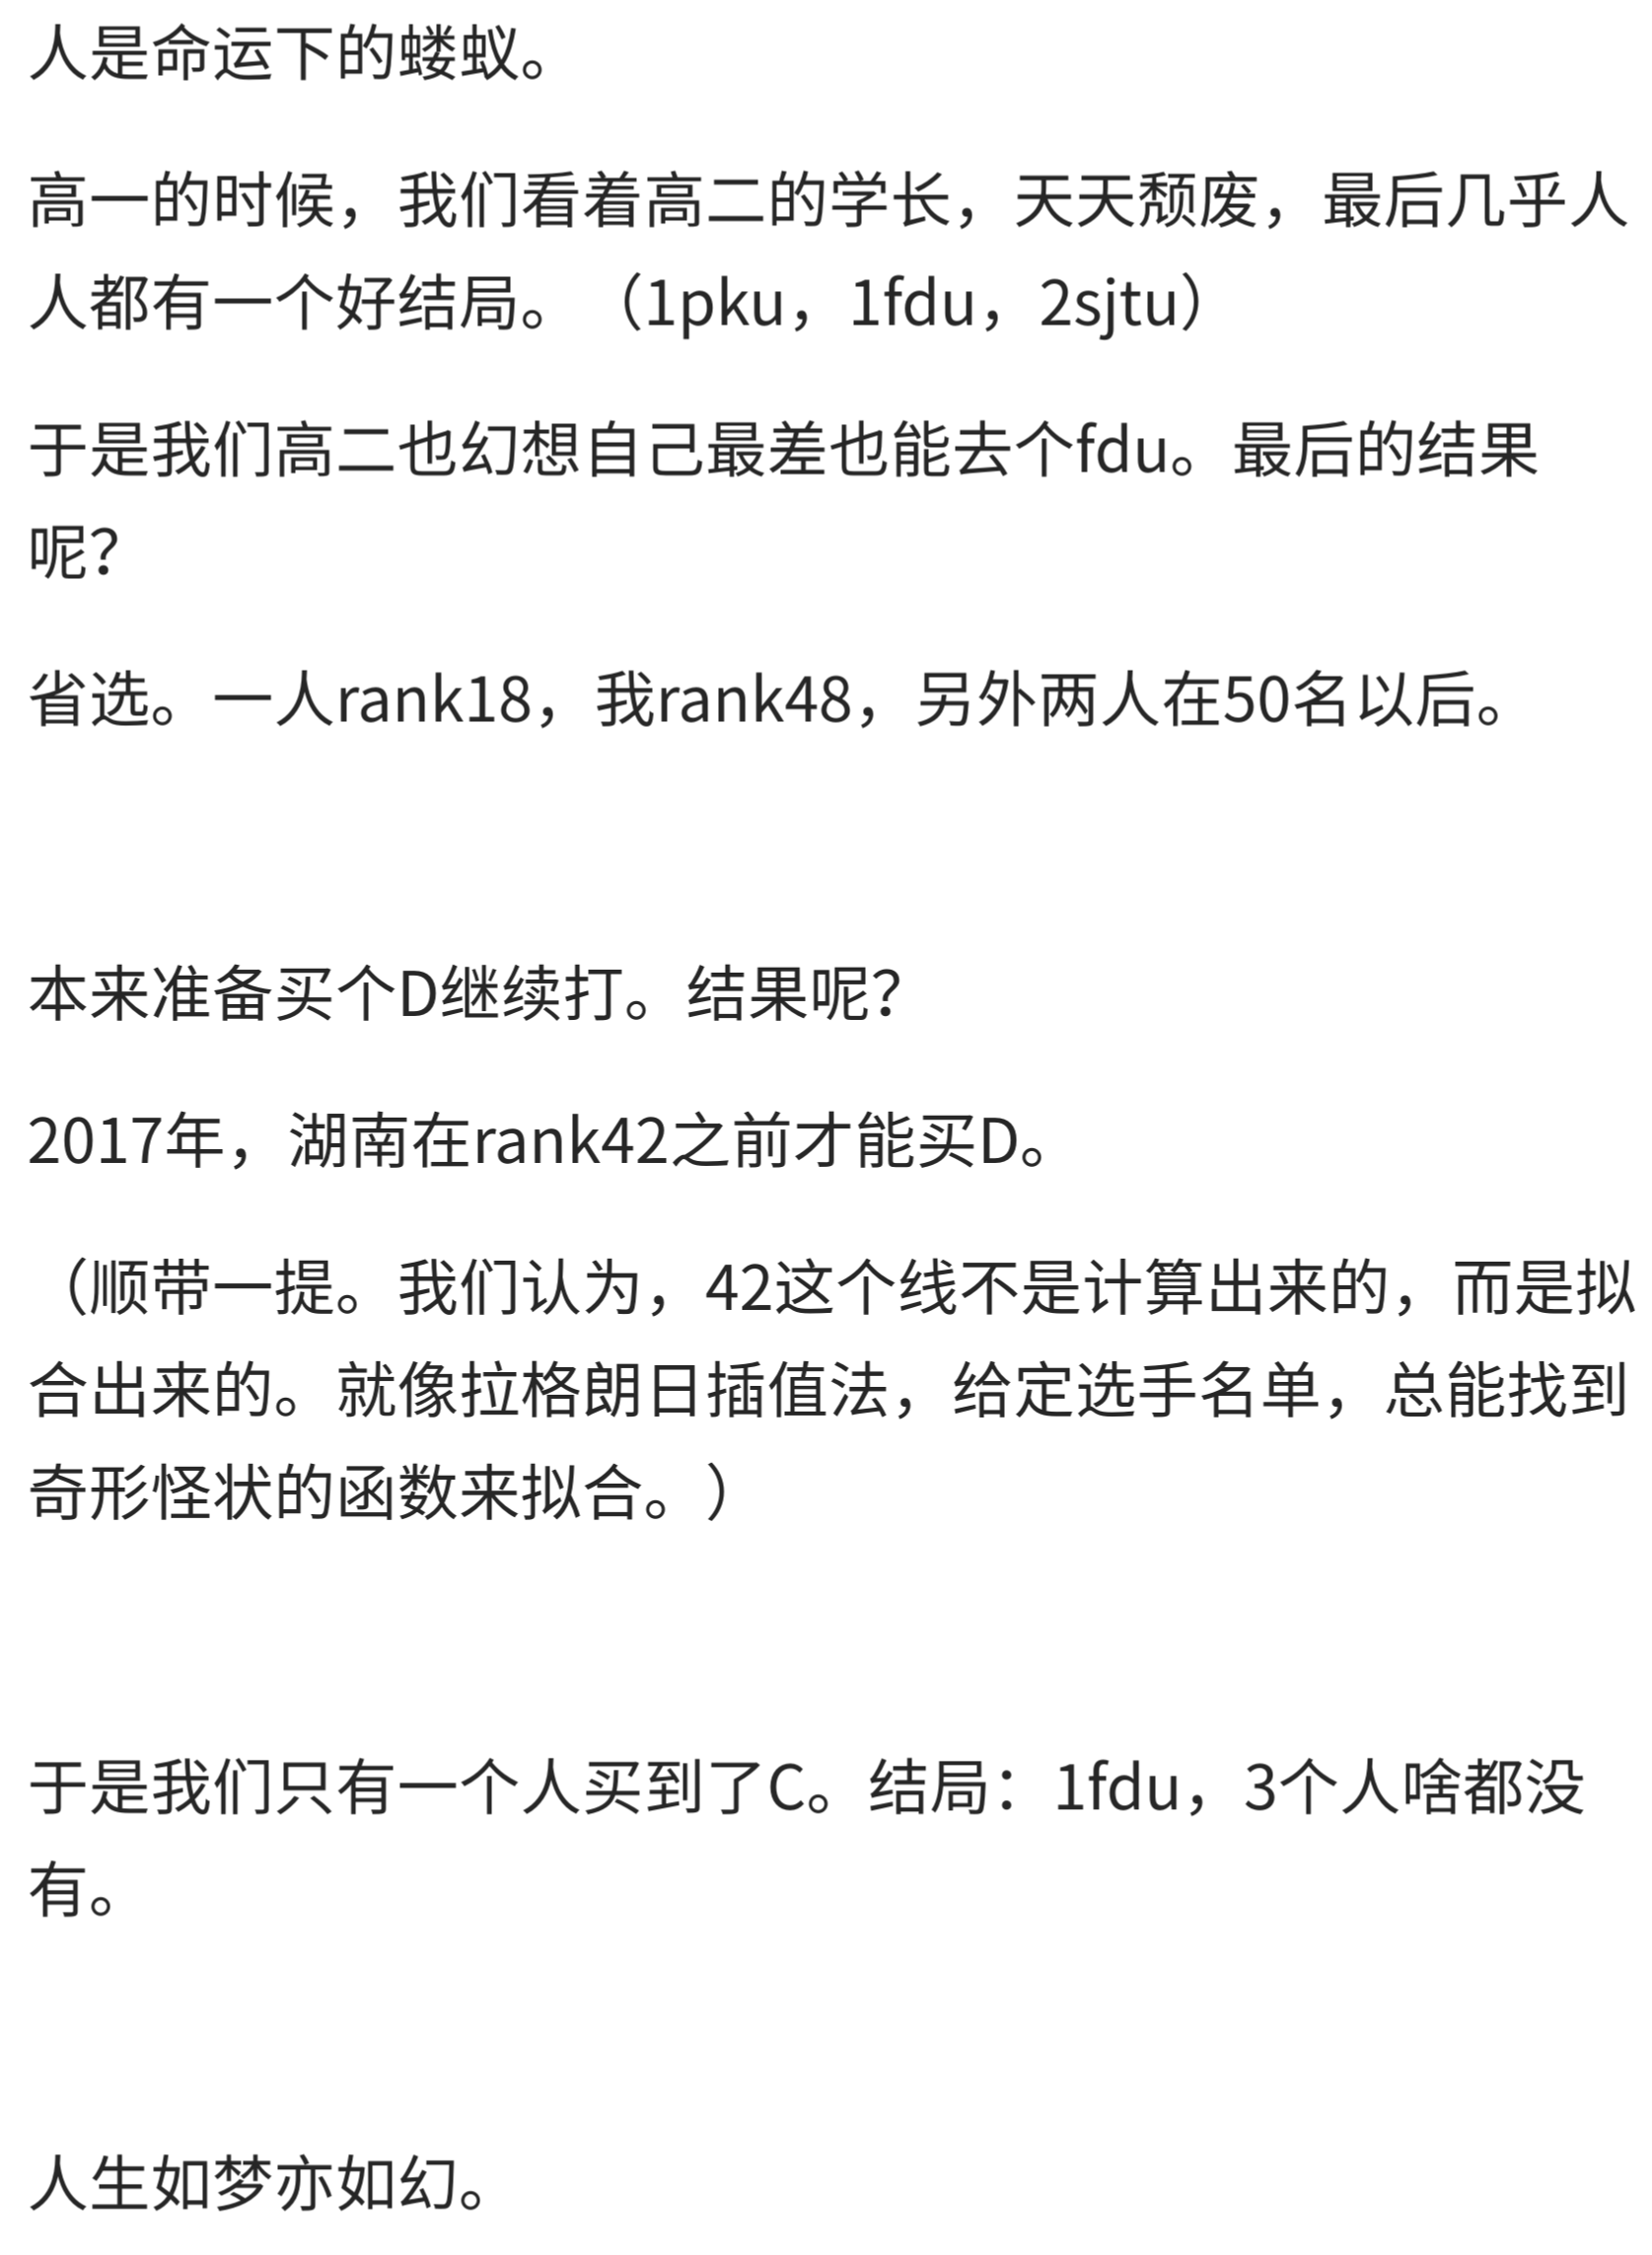 人是命运下的蝼蚁。
高一的时候，我们看着高二的学长，天天颓废，最后几乎人
人都有一个好结局。（1pku，1fdu，2sjtu）
于是我们高二也幻想自己最差也能去个fdu。最后的结果
呢？
省选。一人rank18，我rank48，另外两人在50名以后。
本来准备买个D继续打。结果呢？
2017年，湖南在rank42之前才能买D。
（顺带一提。我们认为，42这个线不是计算出来的，而是拟
合出来的。就像拉格朗日插值法，给定选手名单，总能找到
奇形怪状的函数来拟合。）
于是我们只有一个人买到了C。结局：1fdu，3个人啥都没
有。
人生如梦亦如幻。